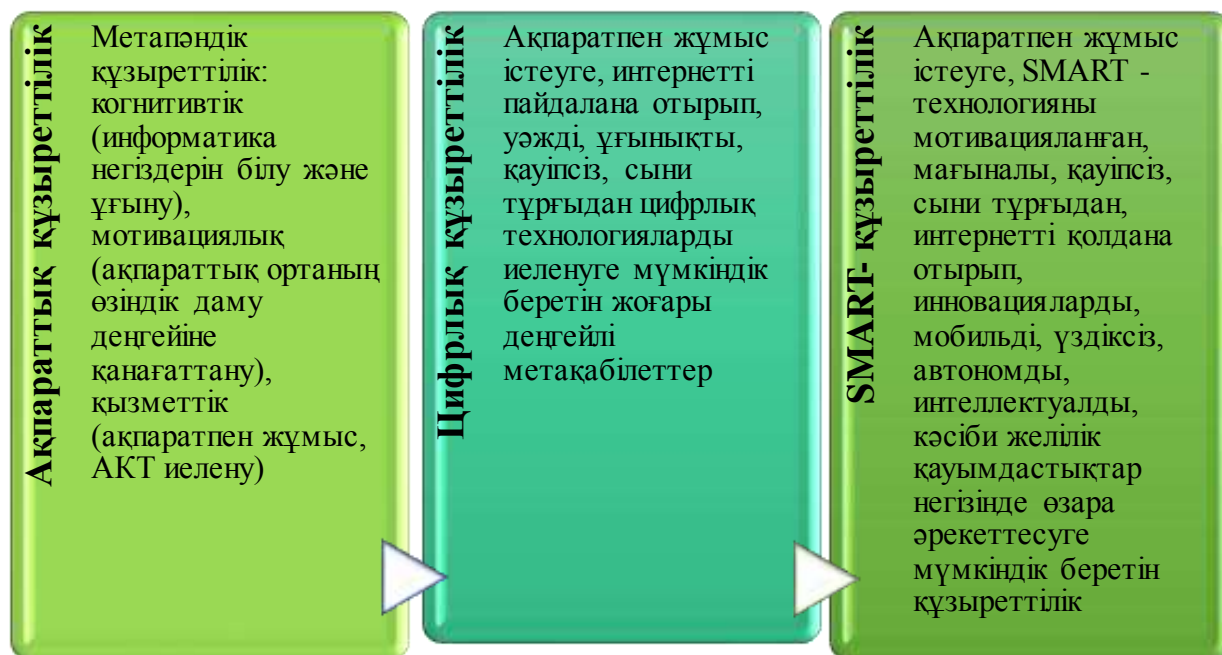 Ақпараттық құзыреттілік
Метапәндік
құзыреттілік:
когнитивтік
(информатика
негіздерін білу және
ұғыну),
мотивациялық
(ақпараттық ортаның
өзіндік даму
деңгейіне
қанағаттану),
қызметтік
(ақпаратпен жұмыс,
АКТ иелену)
Цифрлық құзыреттілік
Ақпаратпен жұмыс
істеуге, интернетті
пайдалана отырып,
уәжді, ұғынықты,
қауіпсіз, сыни
тұрғыдан цифрлық
технологияларды
иеленуге мүмкіндік
беретін жоғары
деңгейлі
метақабілеттер
SMART- құзыреттілік
Ақпаратпен жұмыс
істеуге, SMART -
технологияны
мотивацияланған,
мағыналы, қауіпсіз,
сыни тұрғыдан,
интернетті қолдана
отырып,
инновацияларды,
мобильді, үздіксіз,
автономды,
интеллектуалды,
кәсіби желілік
қауымдастықтар
негізінде өзара
әрекеттесуге
мүмкіндік беретін
құзыреттілік